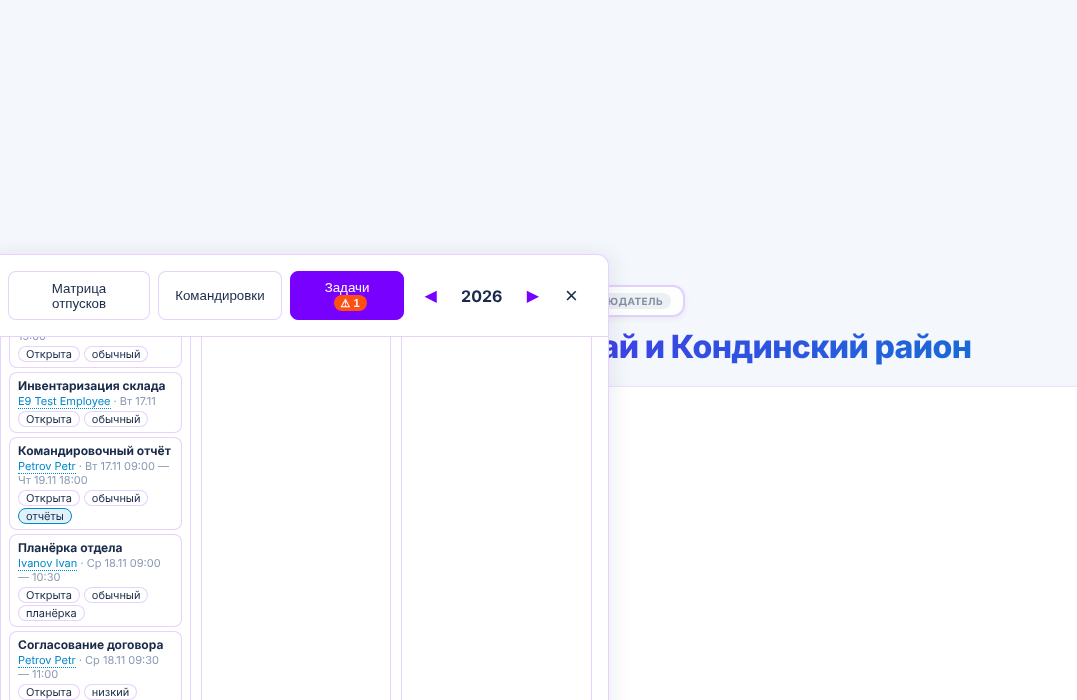 Матрица
отпусков
Командировки
Задачи
⚠ 1
◀ 2026 ▶ ✕
Открыта обычный
Инвентаризация склада
E9 Test Employee · Вт 17.11
Открыта обычный
Командировочный отчёт
Petrov Petr · Вт 17.11 09:00 —
Чт 19.11 18:00
Открыта обычный
отчёты
Планёрка отдела
Ivanov Ivan · Ср 18.11 09:00
— 10:30
Открыта обычный
планёрка
Согласование договора
Petrov Petr · Ср 18.11 09:30
— 11:00
Открыта низкий
ЮДАТЕЛЬ
ай и Кондинский район